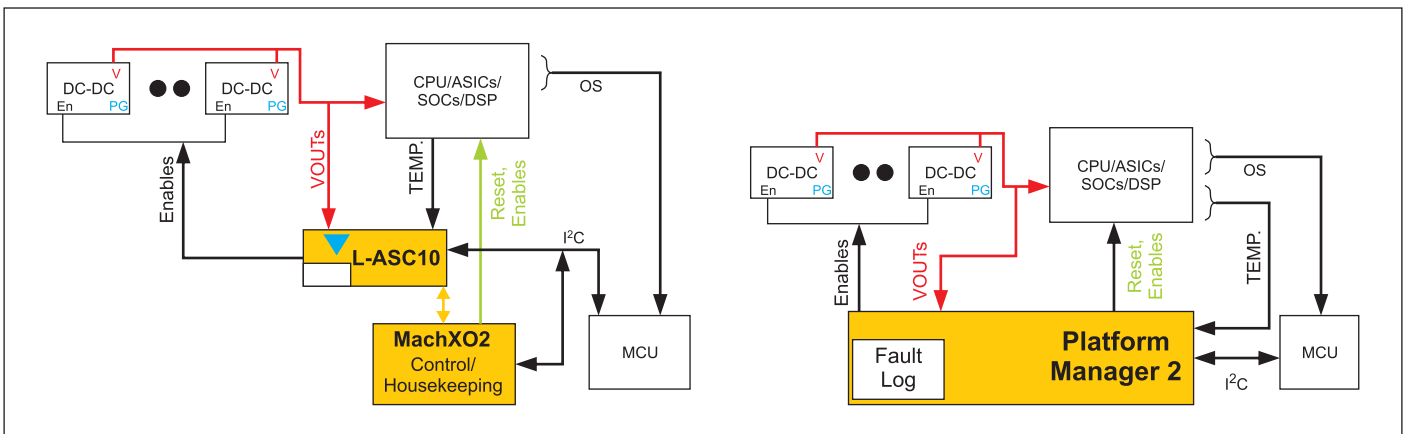 V
DC-DC
En PG
V
DC-DC
En PG
CPU/ASICs/
SOCs/DSP
OS
Enables
VOUTs
TEMP.
Reset,
Enables
L-ASC10
I²C
MachXO2
Control/
Housekeeping
MCU
V
DC-DC
En PG
V
DC-DC
En PG
CPU/ASICs/
SOCs/DSP
OS
Enables
VOUTs
Reset,
Enables
TEMP.
Platform
Manager 2
Fault
Log
I²C
MCU